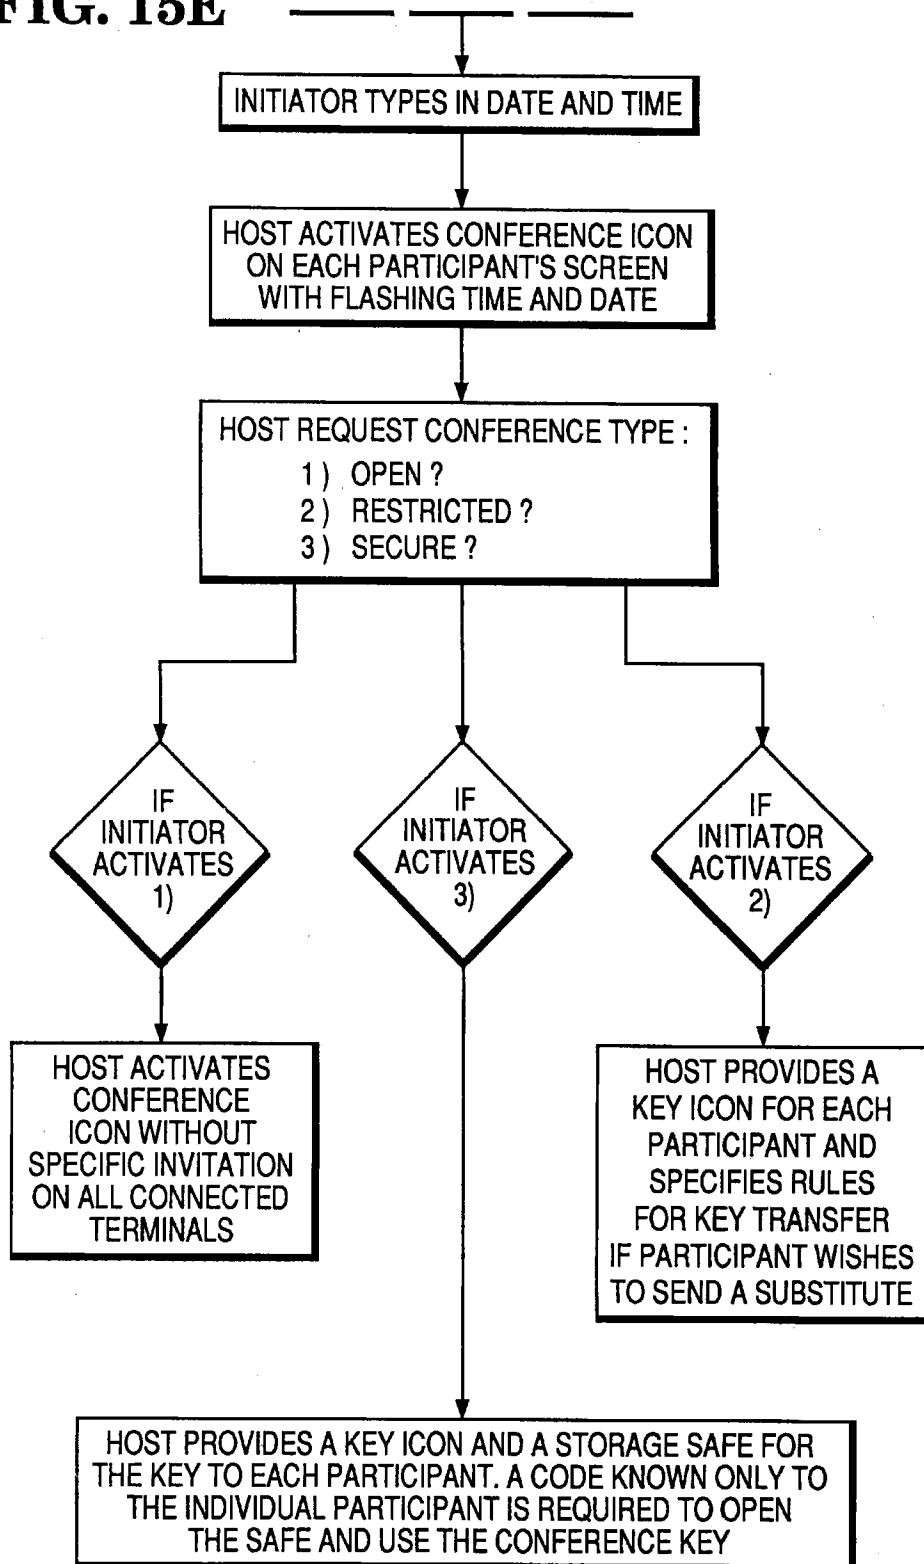 FIG. 15E
INITIATOR TYPES IN DATE AND TIME
HOST ACTIVATES CONFERENCE ICON
ON EACH PARTICIPANT'S SCREEN
WITH FLASHING TIME AND DATE
HOST REQUEST CONFERENCE TYPE :
1 ) OPEN ?
2 ) RESTRICTED ?
3 ) SECURE ?
IF
INITIATOR
ACTIVATES
1)
IF
INITIATOR
ACTIVATES
3)
IF
INITIATOR
ACTIVATES
2)
HOST ACTIVATES
CONFERENCE
ICON WITHOUT
SPECIFIC INVITATION
ON ALL CONNECTED
TERMINALS
HOST PROVIDES A
KEY ICON FOR EACH
PARTICIPANT AND
SPECIFIES RULES
FOR KEY TRANSFER
IF PARTICIPANT WISHES
TO SEND A SUBSTITUTE
HOST PROVIDES A KEY ICON AND A STORAGE SAFE FOR
THE KEY TO EACH PARTICIPANT. A CODE KNOWN ONLY TO
THE INDIVIDUAL PARTICIPANT IS REQUIRED TO OPEN
THE SAFE AND USE THE CONFERENCE KEY